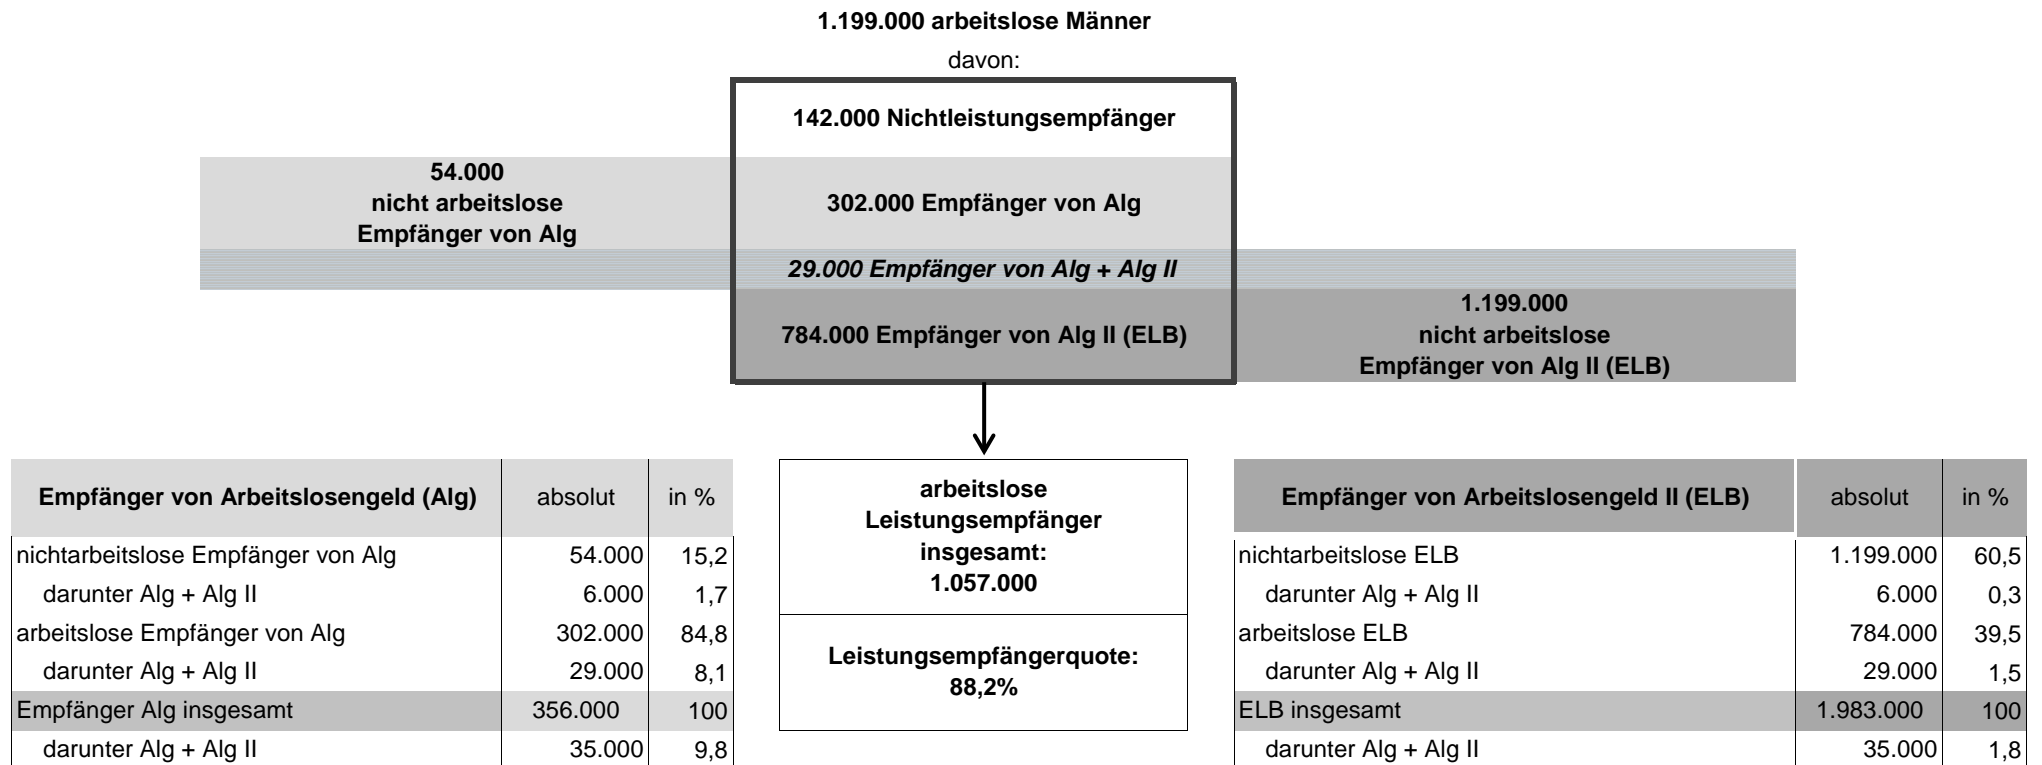 1.199.000 arbeitslose Männer
davon:
142.000 Nichtleistungsempfänger
54.000
nicht arbeitslose
Empfänger von Alg
302.000 Empfänger von Alg
29.000 Empfänger von Alg + Alg II
784.000 Empfänger von Alg II (ELB)
1.199.000
nicht arbeitslose
Empfänger von Alg II (ELB)
Empfänger von Arbeitslosengeld (Alg) absolut in %
nichtarbeitslose Empfänger von Alg 54.000 15,2
darunter Alg + Alg II 6.000 1,7
arbeitslose Empfänger von Alg 302.000 84,8
darunter Alg + Alg II 29.000 8,1
Empfänger Alg insgesamt 356.000 100
darunter Alg + Alg II 35.000 9,8
arbeitslose
Leistungsempfänger
insgesamt:
1.057.000
Leistungsempfängerquote:
88,2%
Empfänger von Arbeitslosengeld II (ELB) absolut in %
nichtarbeitslose ELB 1.199.000 60,5
darunter Alg + Alg II 6.000 0,3
arbeitslose ELB 784.000 39,5
darunter Alg + Alg II 29.000 1,5
ELB insgesamt 1.983.000 100
darunter Alg + Alg II 35.000 1,8